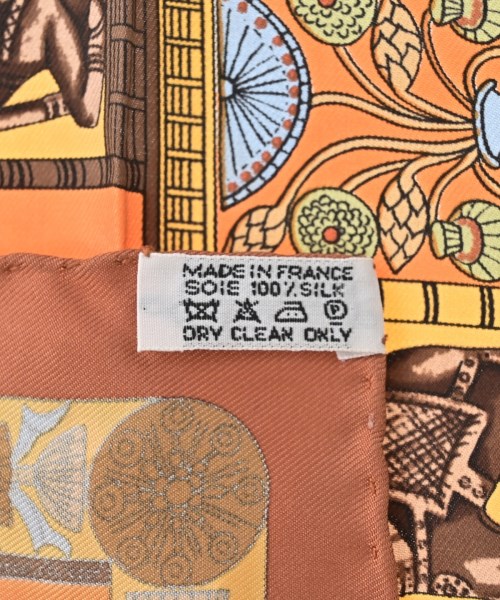 MADE IN FRANCE
SOIE 100% SILK
P
DRY CLEAN ONLY